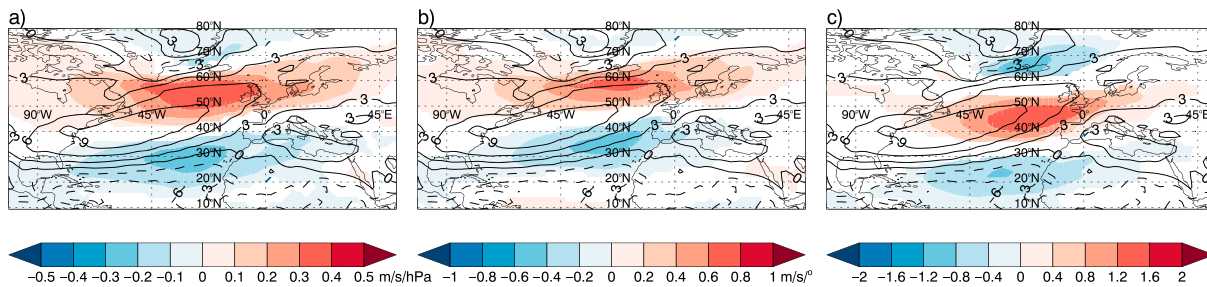 a) b) c)
80°N 80°N 80°N
70°N 70°N 70°N
60°N 60°N 60°N
50°N 50°N 50°N
90°W 45°W 0° 45°E 90°W 45°W 0° 45°E 90°W 45°W 0° 45°E
40°N 40°N 40°N
30°N 30°N 30°N
20°N 20°N 20°N
10°N 10°N 10°N
−0.5 −0.4 −0.3 −0.2 −0.1 0 0.1 0.2 0.3 0.4 0.5 m/s/hPa −1 −0.8 −0.6 −0.4 −0.2 0 0.2 0.4 0.6 0.8 1 m/s/º −2 −1.6 −1.2 −0.8 −0.4 0 0.4 0.8 1.2 1.6 2